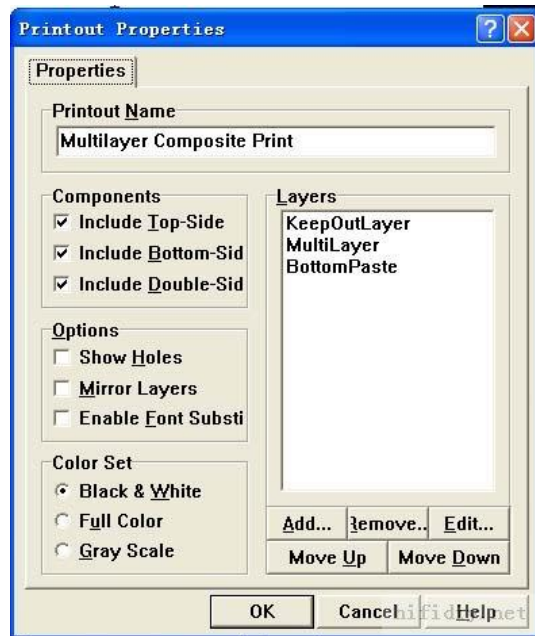 Printout Properties
Properties
Printout Name
Multilayer Composite Print
Components
Include Top-Side
Include Bottom-Sid
Include Double-Sid
Options
Show Holes
Mirror Layers
Enable Font Substi
Color Set
Black & White
Full Color
Gray Scale
Layers
KeepOutLayer
MultiLayer
BottomPaste
Add... Remove.. Edit...
Move Up Move Down
OK Cancel Help